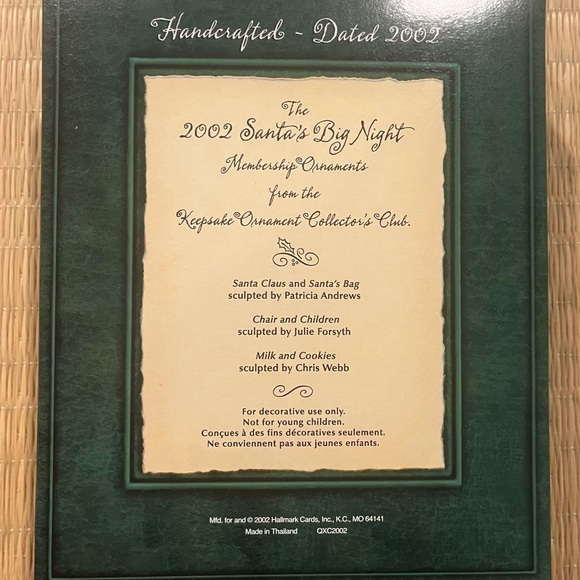 Handcrafted ~ Dated 2002
The
2002 Santa's Big Night
Membership Ornaments
from the
Keepsake Ornament Collector's Club.
Santa Claus and Santa's Bag
sculpted by Patricia Andrews
Chair and Children
sculpted by Julie Forsyth
Milk and Cookies
sculpted by Chris Webb
For decorative use only.
Not for young children.
Conçues à des fins décoratives seulement.
Ne conviennent pas aux jeunes enfants.
Mfd. for and © 2002 Hallmark Cards, Inc., K.C., MO 64141
Made in Thailand QXC2002